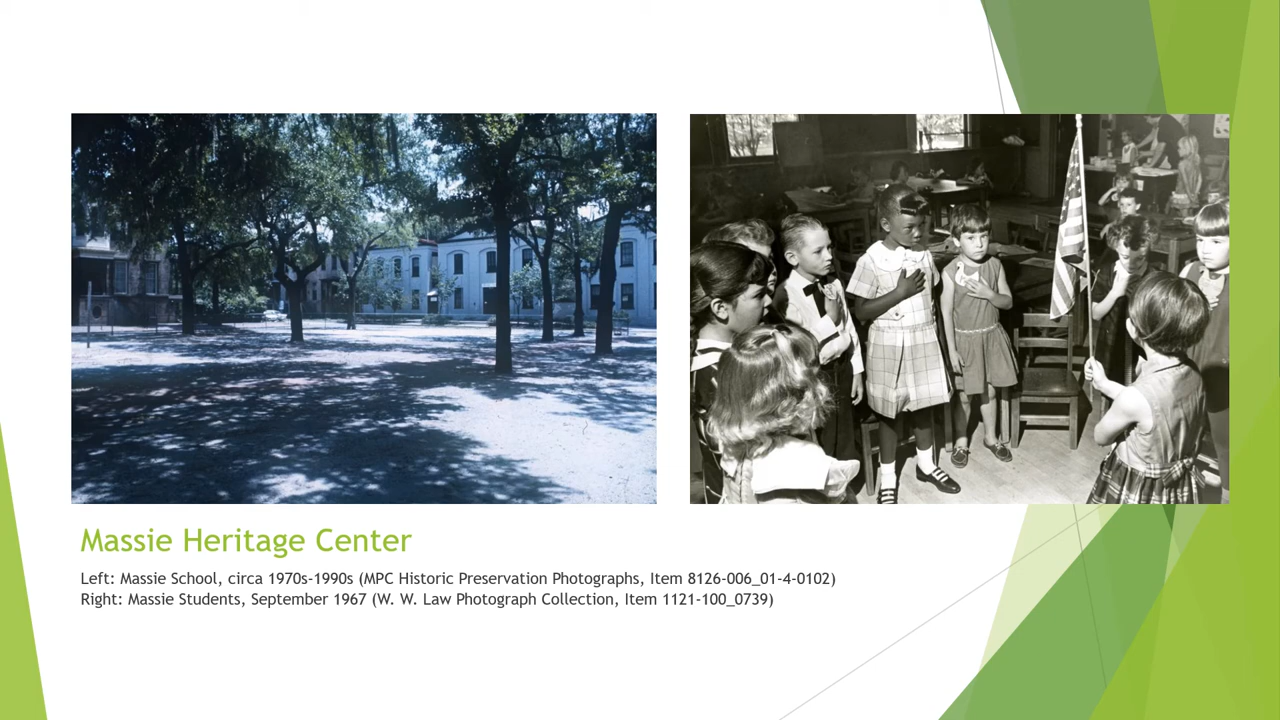 Massie Heritage Center
Left: Massie School, circa 1970s-1990s (MPC Historic Preservation Photographs, Item 8126-006_01-4-0102)
Right: Massie Students, September 1967 (W. W. Law Photograph Collection, Item 1121-100_0739)